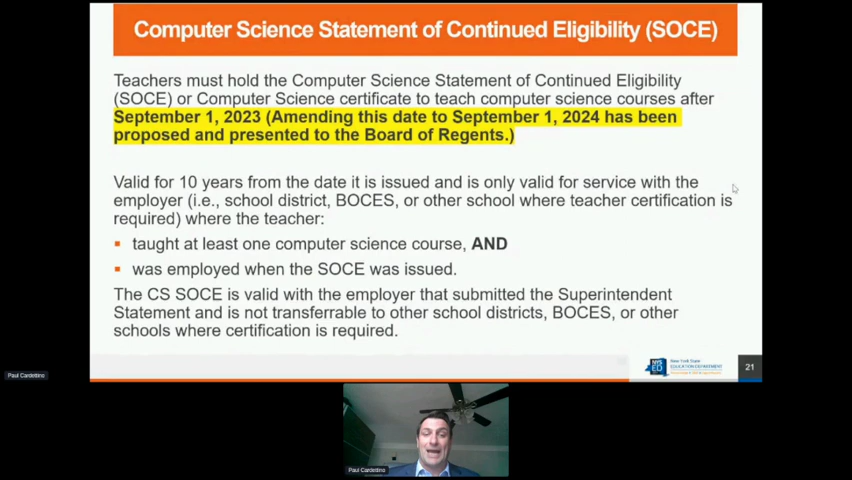 Computer Science Statement of Continued Eligibility (SOCE)
Teachers must hold the Computer Science Statement of Continued Eligibility
(SOCE) or Computer Science certificate to teach computer science courses after
September 1, 2023 (Amending this date to September 1, 2024 has been
proposed and presented to the Board of Regents.)
Valid for 10 years from the date it is issued and is only valid for service with the
employer (i.e., school district, BOCES, or other school where teacher certification is
required) where the teacher:
▪ taught at least one computer science course, AND
▪ was employed when the SOCE was issued.
The CS SOCE is valid with the employer that submitted the Superintendent
Statement and is not transferrable to other school districts, BOCES, or other
schools where certification is required.
NYS
ED
New York State
EDUCATION DEPARTMENT
21
Paul Cardettino
Paul Cardettino